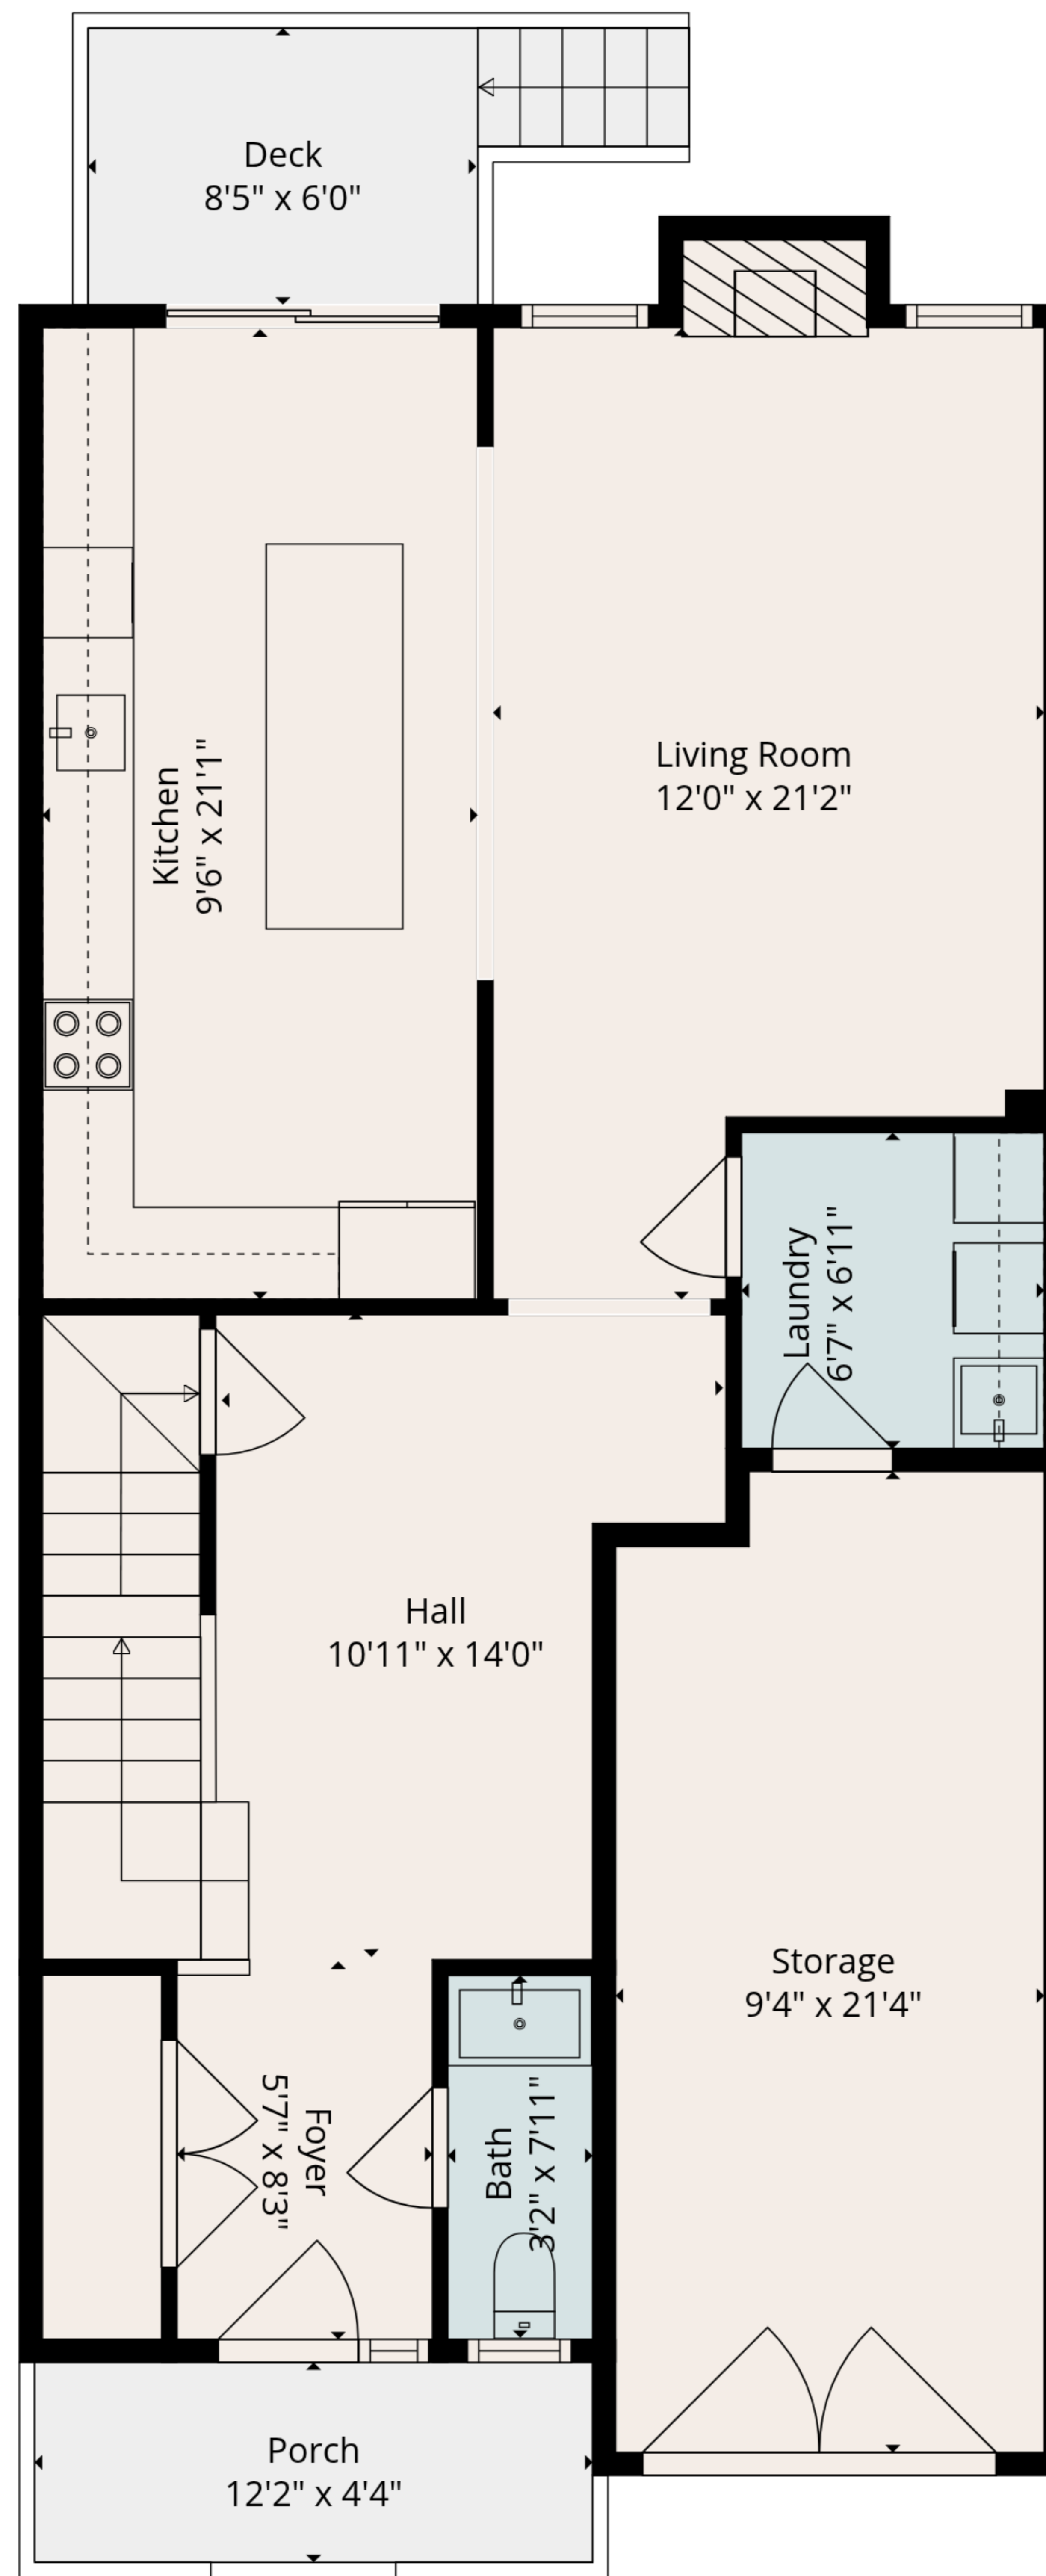 Deck
8'5" x 6'0"
Kitchen
9'6" x 21'1"
Living Room
12'0" x 21'2"
Laundry
6'7" x 6'11"
Hall
10'11" x 14'0"
Storage
9'4" x 21'4"
Foyer
5'7" x 8'3"
Bath
3'2" x 7'11"
Porch
12'2" x 4'4"